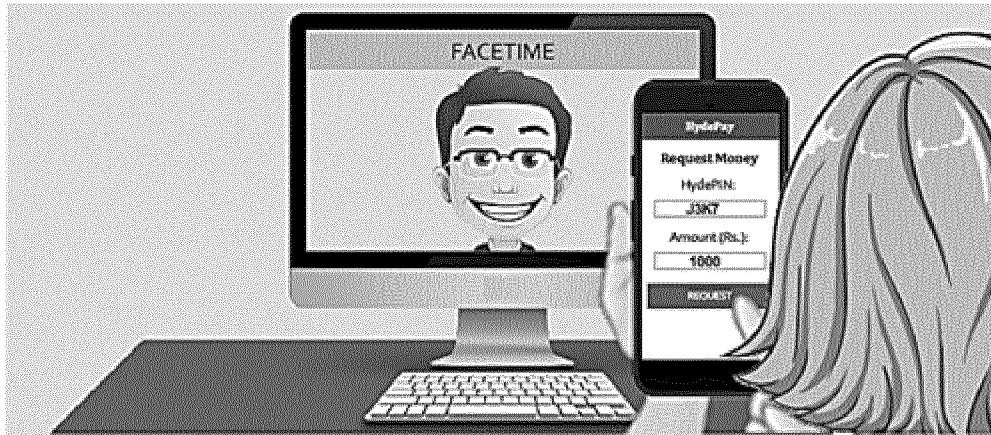 FACETIME
HydePay
Request Money
HydePIN:
J3K7
Amount (Rs.):
1000
REQUEST